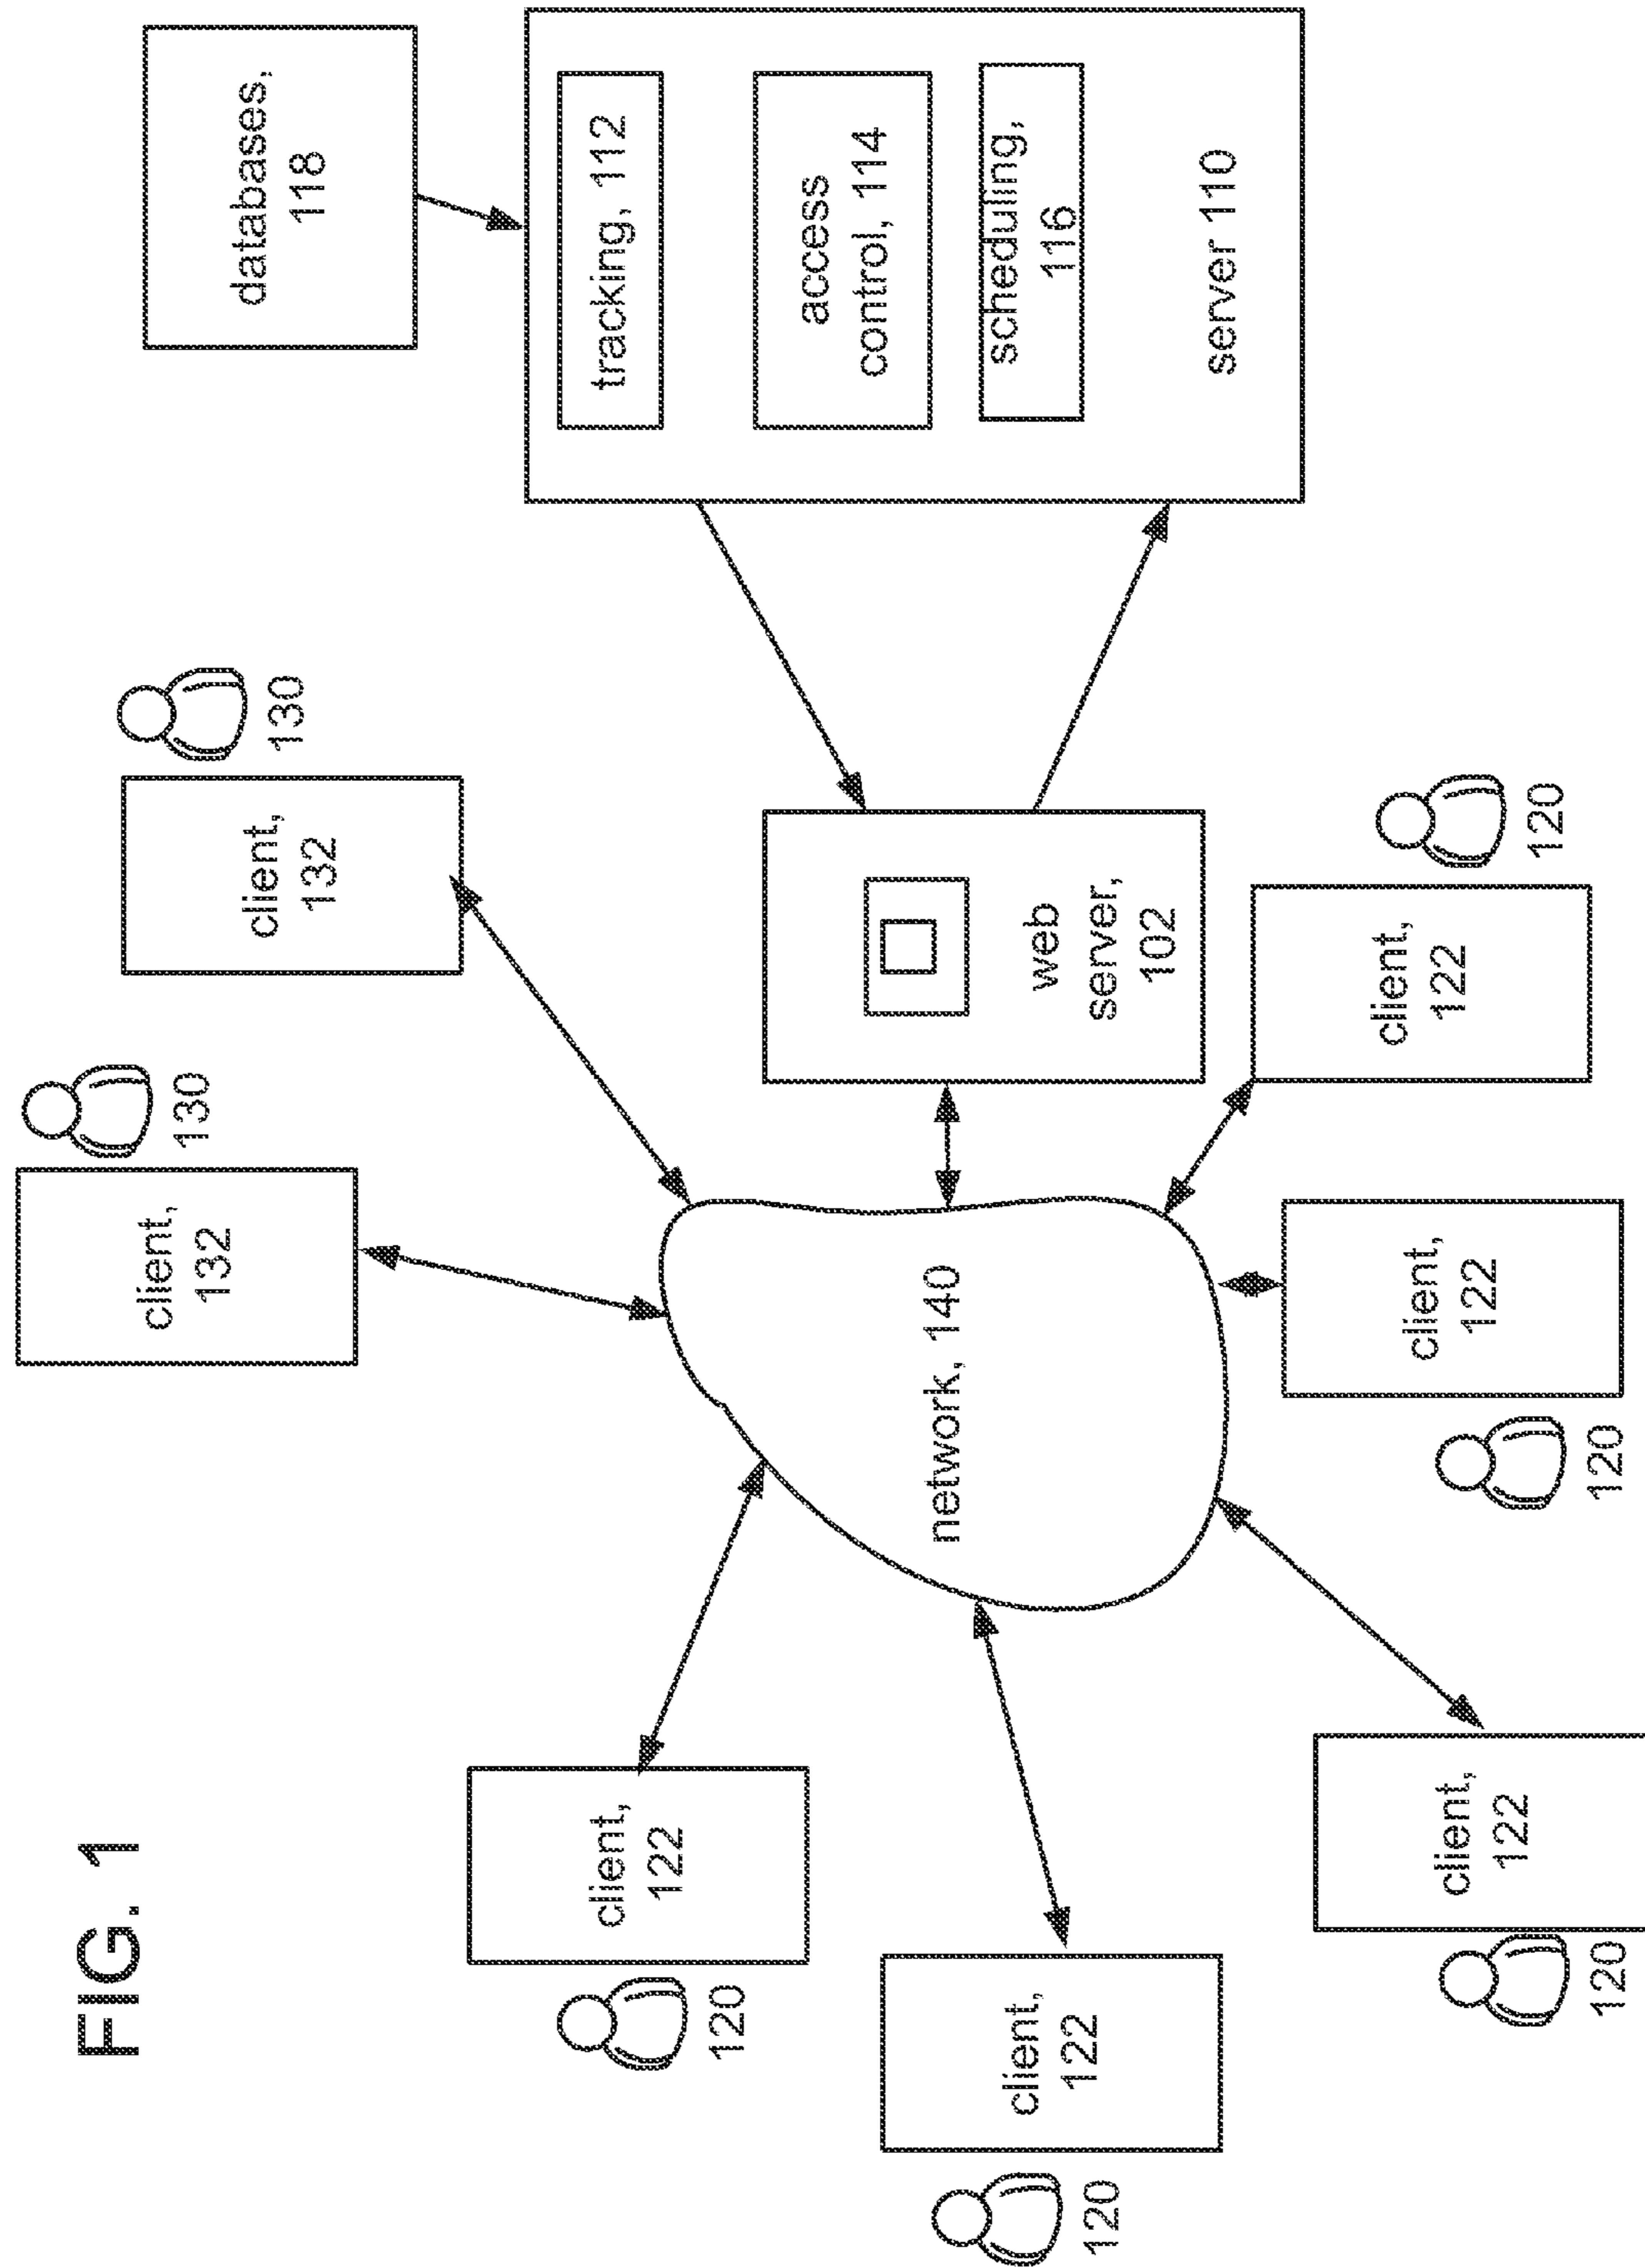 FIG. 1
client,
132
130
client,
132
130
databases,
118
client,
122
120
tracking, 112
access
control, 114
scheduling,
116
server 110
network, 140
web
server,
102
client,
122
120
client,
122
120
client,
122
120
client,
122
120